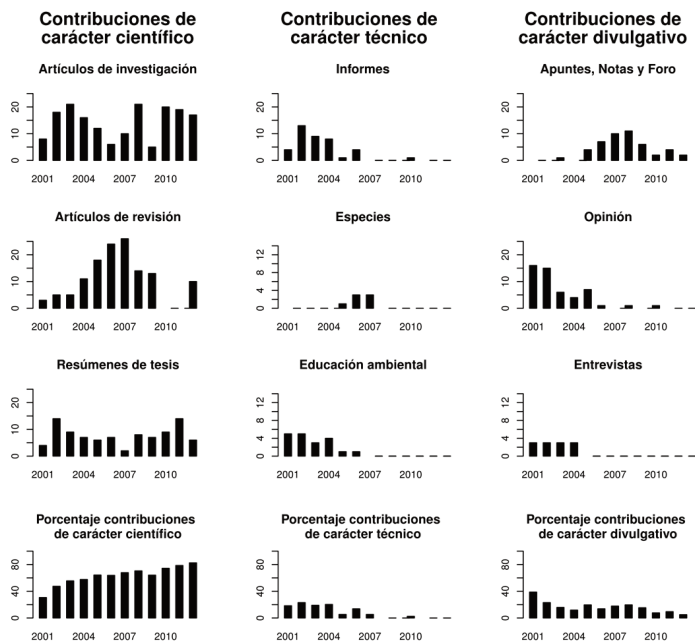 Contribuciones de
carácter científico
Contribuciones de
carácter técnico
Contribuciones de
carácter divulgativo
Artículos de investigación
0 10 20
2001 2004 2007 2010
Informes
0 10 20
2001 2004 2007 2010
Apuntes, Notas y Foro
0 10 20
2001 2004 2007 2010
Artículos de revisión
0 10 20
2001 2004 2007 2010
Especies
0 4 8 12
2001 2004 2007 2010
Opinión
0 10 20
2001 2004 2007 2010
Resúmenes de tesis
0 10 20
2001 2004 2007 2010
Educación ambiental
0 4 8 12
2001 2004 2007 2010
Entrevistas
0 4 8 12
2001 2004 2007 2010
Porcentaje contribuciones
de carácter científico
0 40 80
2001 2004 2007 2010
Porcentaje contribuciones
de carácter técnico
0 40 80
2001 2004 2007 2010
Porcentaje contribuciones
de carácter divulgativo
0 40 80
2001 2004 2007 2010